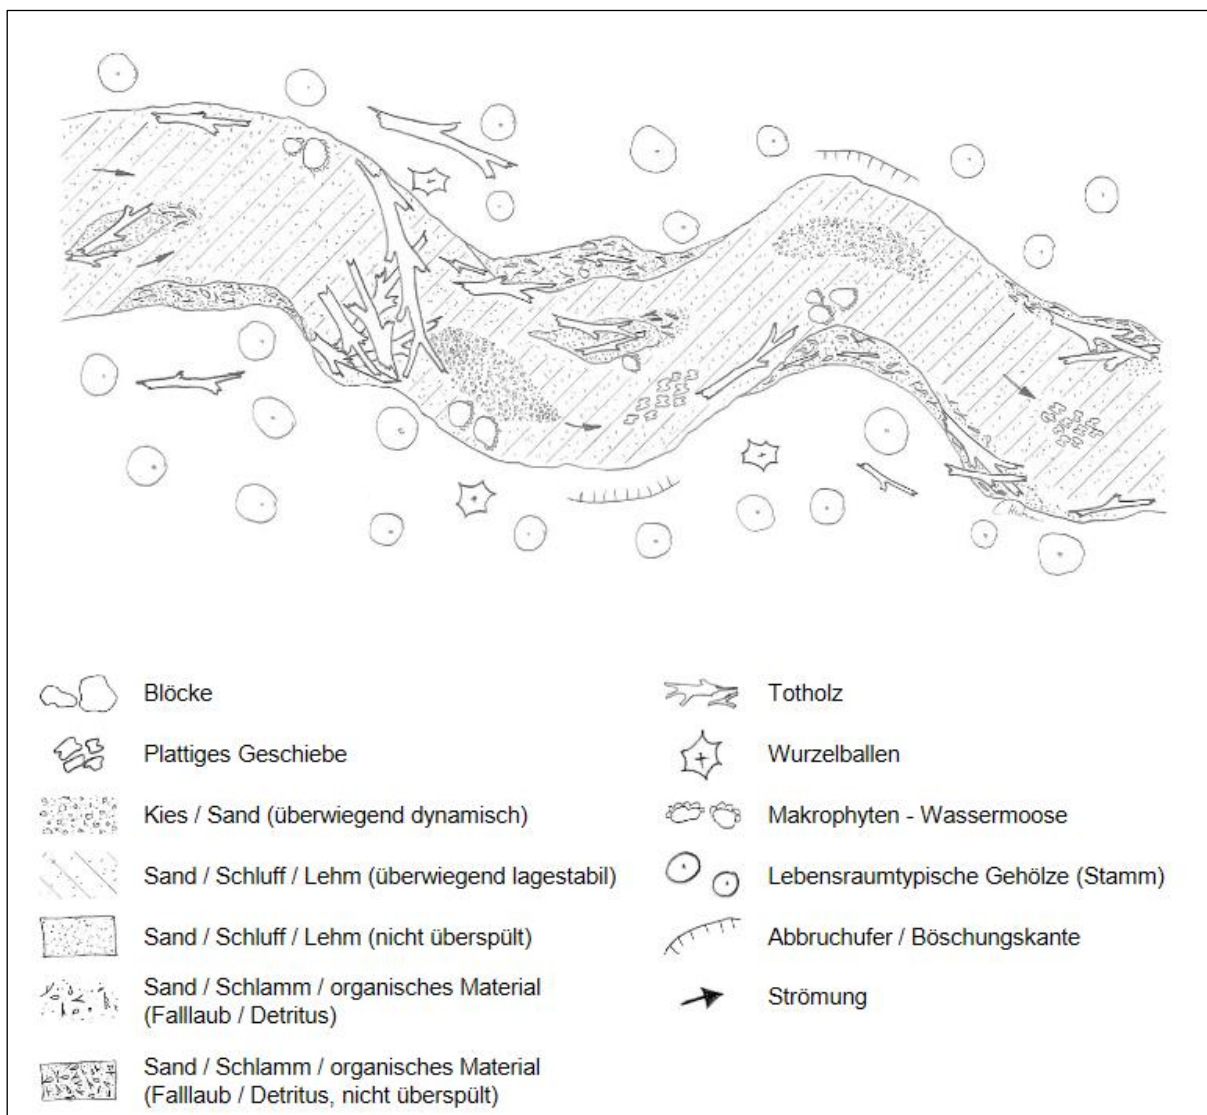 Blöcke
Plattiges Geschiebe
Kies / Sand (überwiegend dynamisch)
Sand / Schluff / Lehm (überwiegend lagestabil)
Sand / Schluff / Lehm (nicht überspült)
Sand / Schlamm / organisches Material
(Falllaub / Detritus)
Sand / Schlamm / organisches Material
(Falllaub / Detritus, nicht überspült)
Totholz
Wurzelballen
Makrophyten - Wassermoose
Lebensraumtypische Gehölze (Stamm)
Abbruchufer / Böschungskante
Strömung